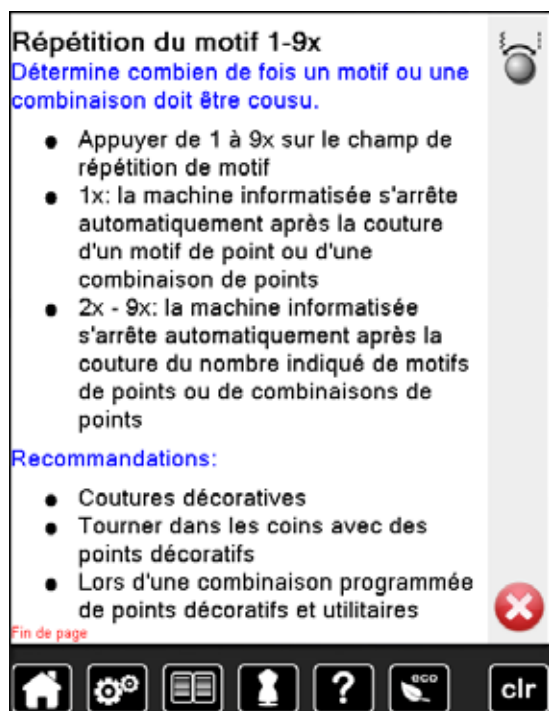 Répétition du motif 1-9x
Détermine combien de fois un motif ou une
combinaison doit être cousu.
● Appuyer de 1 à 9x sur le champ de
répétition de motif
● 1x: la machine informatisée s'arrête
automatiquement après la couture
d'un motif de point ou d'une
combinaison de points
● 2x - 9x: la machine informatisée
s'arrête automatiquement après la
couture du nombre indiqué de motifs
de points ou de combinaisons de
points
Recommandations:
● Coutures décoratives
● Tourner dans les coins avec des
points décoratifs
● Lors d'une combinaison programmée
de points décoratifs et utilitaires
Fin de page
? eco clr